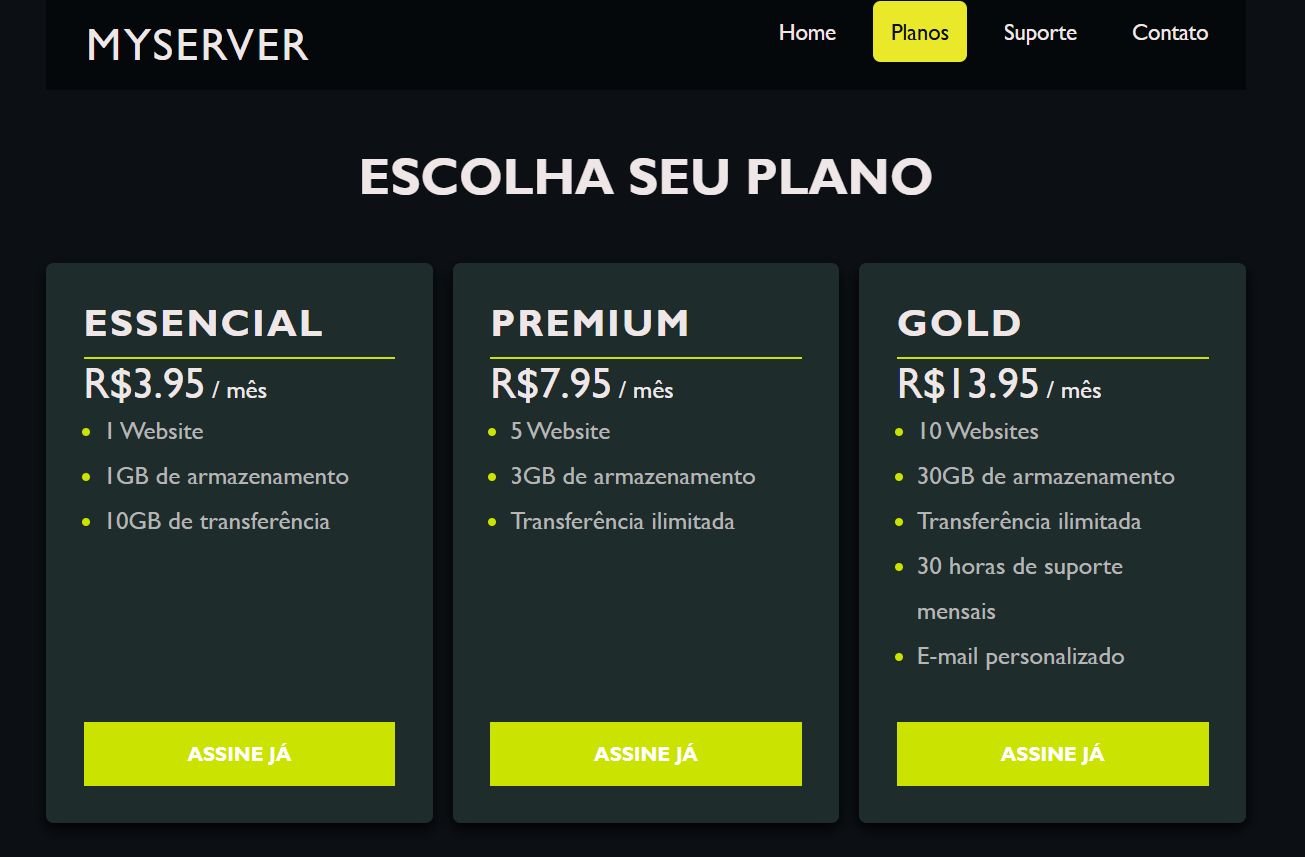 MYSERVER
Home Planos Suporte Contato
ESCOLHA SEU PLANO
ESSENCIAL
R$3.95 / mês
1 Website
1GB de armazenamento
10GB de transferência
ASSINE JÁ
PREMIUM
R$7.95 / mês
5 Website
3GB de armazenamento
Transferência ilimitada
ASSINE JÁ
GOLD
R$13.95 / mês
10 Websites
30GB de armazenamento
Transferência ilimitada
30 horas de suporte
mensais
E-mail personalizado
ASSINE JÁ